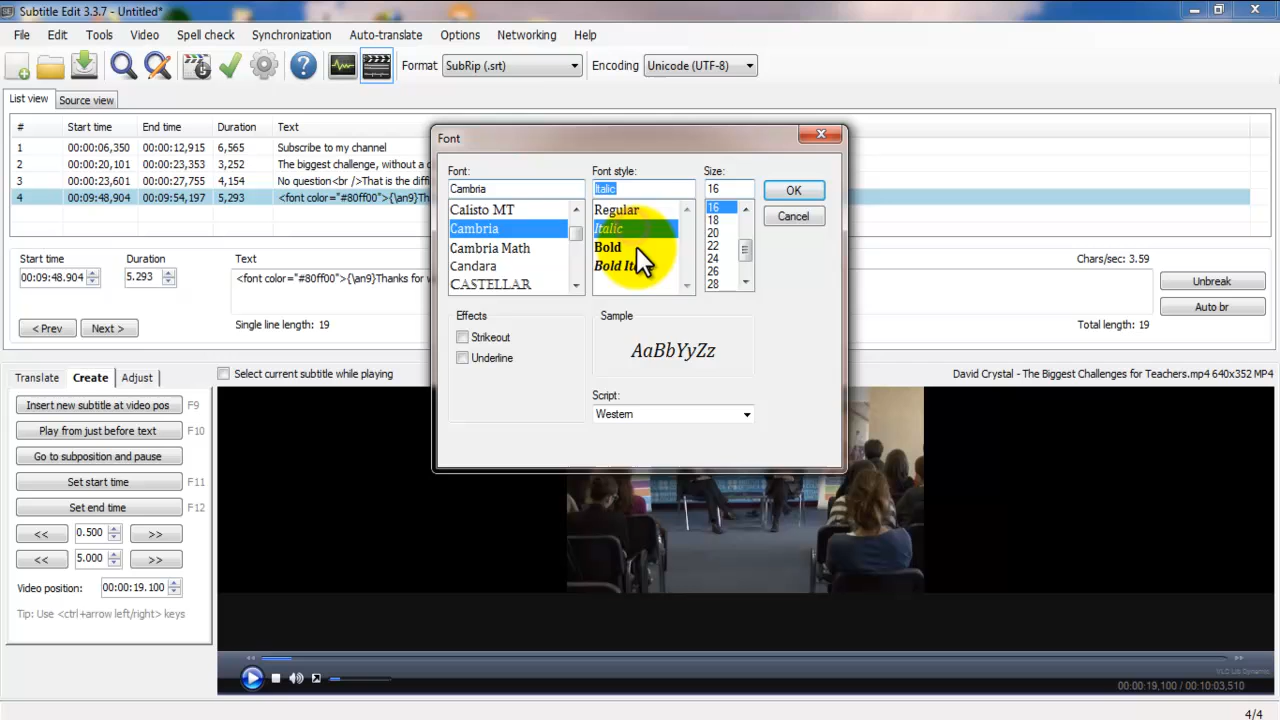 Subtitle Edit 3.3.7 - Untitled*
File Edit Tools Video Spell check Synchronization Auto-translate Options Networking Help
Format SubRip (.srt) Encoding Unicode (UTF-8)
List view Source view
# Start time End time Duration Text
1 00:00:06,350 00:00:12,915 6,565 Subscribe to my channel
2 00:00:20,101 00:00:23,353 3,252 The biggest challenge, without a
3 00:00:23,601 00:00:27,755 4,154 No question<br />That is the diffi
4 00:09:48,904 00:09:54,197 5,293 <font color="#80ff00">{\an9}Th
Start time Duration Text Chars/sec: 3.59
00:09:48.904 5.293 <font color="#80ff00">{\an9}Thanks for w
Unbreak
Auto br
< Prev Next > Single line length: 19 Total length: 19
Font
Font: Font style: Size:
Cambria Italic 16
OK
Cancel
Calisto MT Regular 16
Cambria Italic 18
Cambria Math Bold 20
Candara Bold 22
CASTELLAR 24
26
28
Effects Sample
Strikeout
Underline
AaBbYyZz
Script:
Western
Translate Create Adjust
Select current subtitle while playing
David Crystal - The Biggest Challenges for Teachers.mp4 640x352 MP4
Insert new subtitle at video pos F9
Play from just before text F10
Go to subposition and pause
Set start time F11
Set end time F12
<< 0.500 >>
<< 5.000 >>
Video position: 00:00:19.100
Tip: Use <ctrl+arrow left/right> keys
00:00:19,100 / 00:10:03,510
4/4